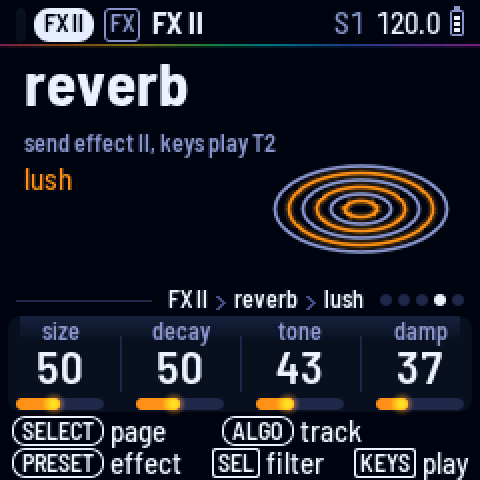 FX II FX FX II S1 120.0
reverb
send effect II, keys play T2
lush
FX II > reverb > lush
size decay tone damp
50 50 43 37
SELECT page ALGO track
PRESET effect SEL filter KEYS play